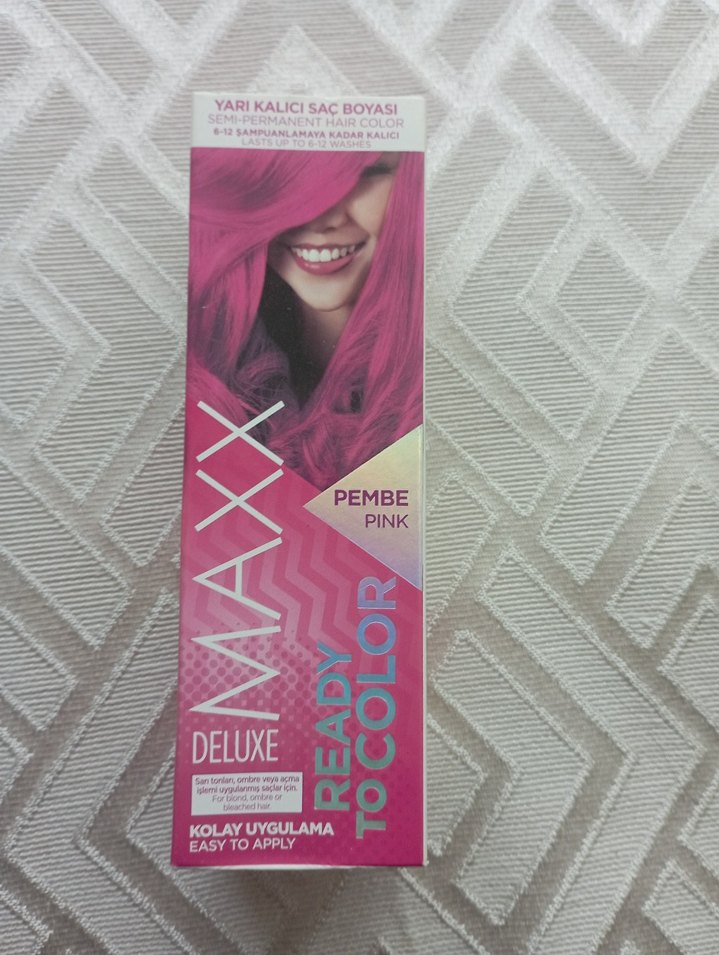 YARI KALICI SAÇ BOYASI
SEMI-PERMANENT HAIR COLOR
6-12 ŞAMPUANLAMAYA KADAR KALICI
LASTS UP TO 6-12 WASHES
PEMBE
PINK
MAXX
DELUXE
READY
TO COLOR
Sarı tonları, ombre veya açma
işlemi uygulanmış saçlar için.
For blond, ombre or
bleached hair
KOLAY UYGULAMA
EASY TO APPLY